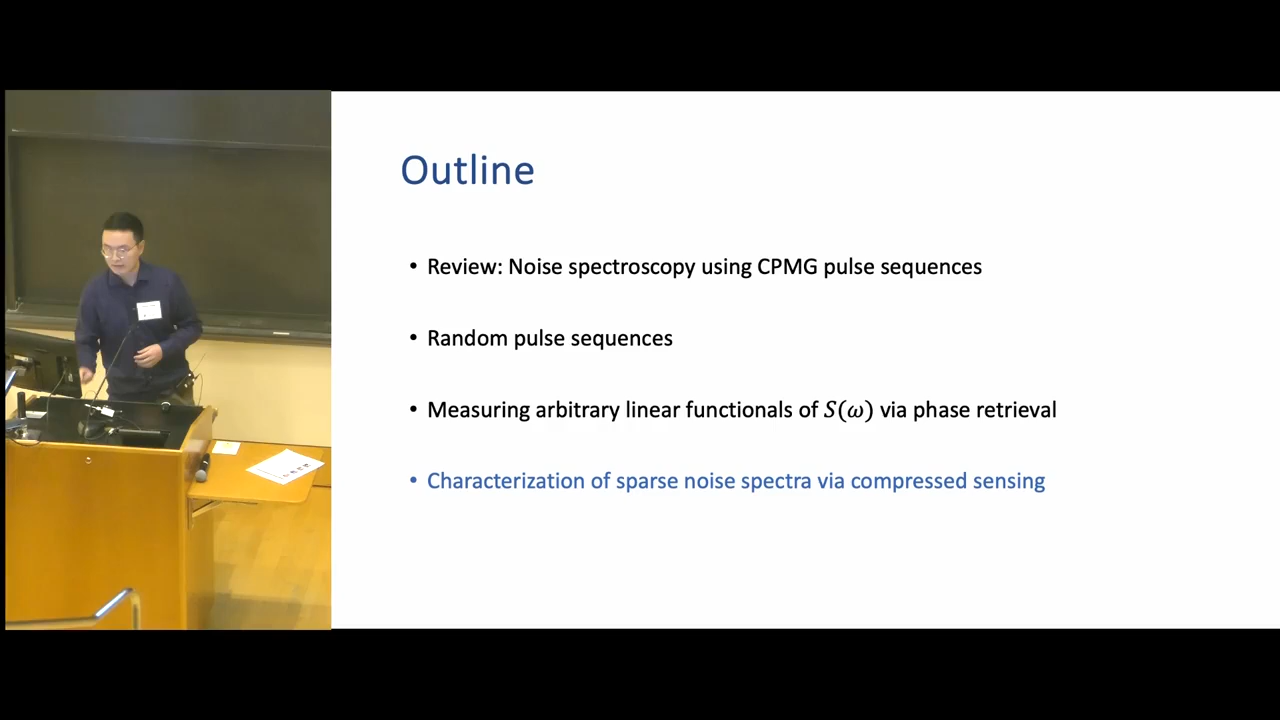 Outline
• Review: Noise spectroscopy using CPMG pulse sequences
• Random pulse sequences
• Measuring arbitrary linear functionals of S(ω) via phase retrieval
• Characterization of sparse noise spectra via compressed sensing